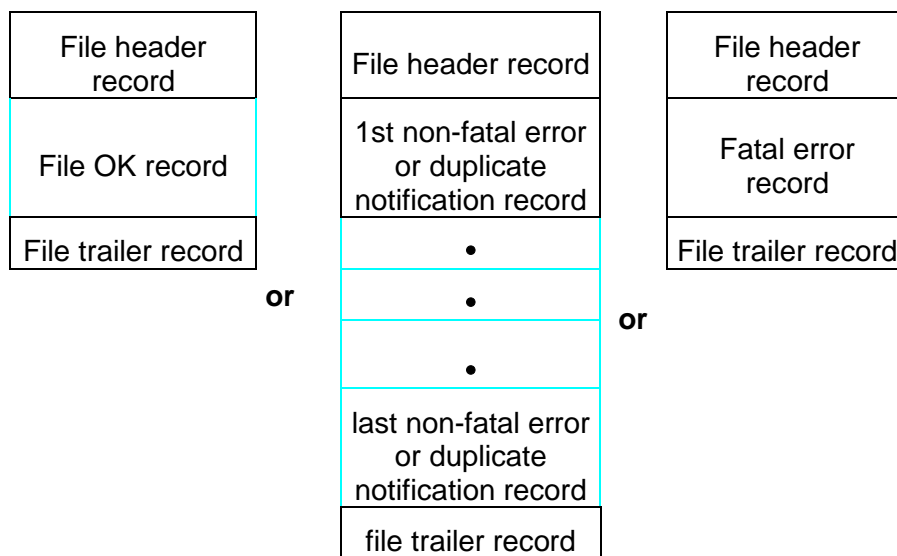 File header
record
File OK record
File trailer record
or
File header record
1st non-fatal error
or duplicate
notification record
•
•
•
last non-fatal error
or duplicate
notification record
file trailer record
or
File header
record
Fatal error
record
File trailer record